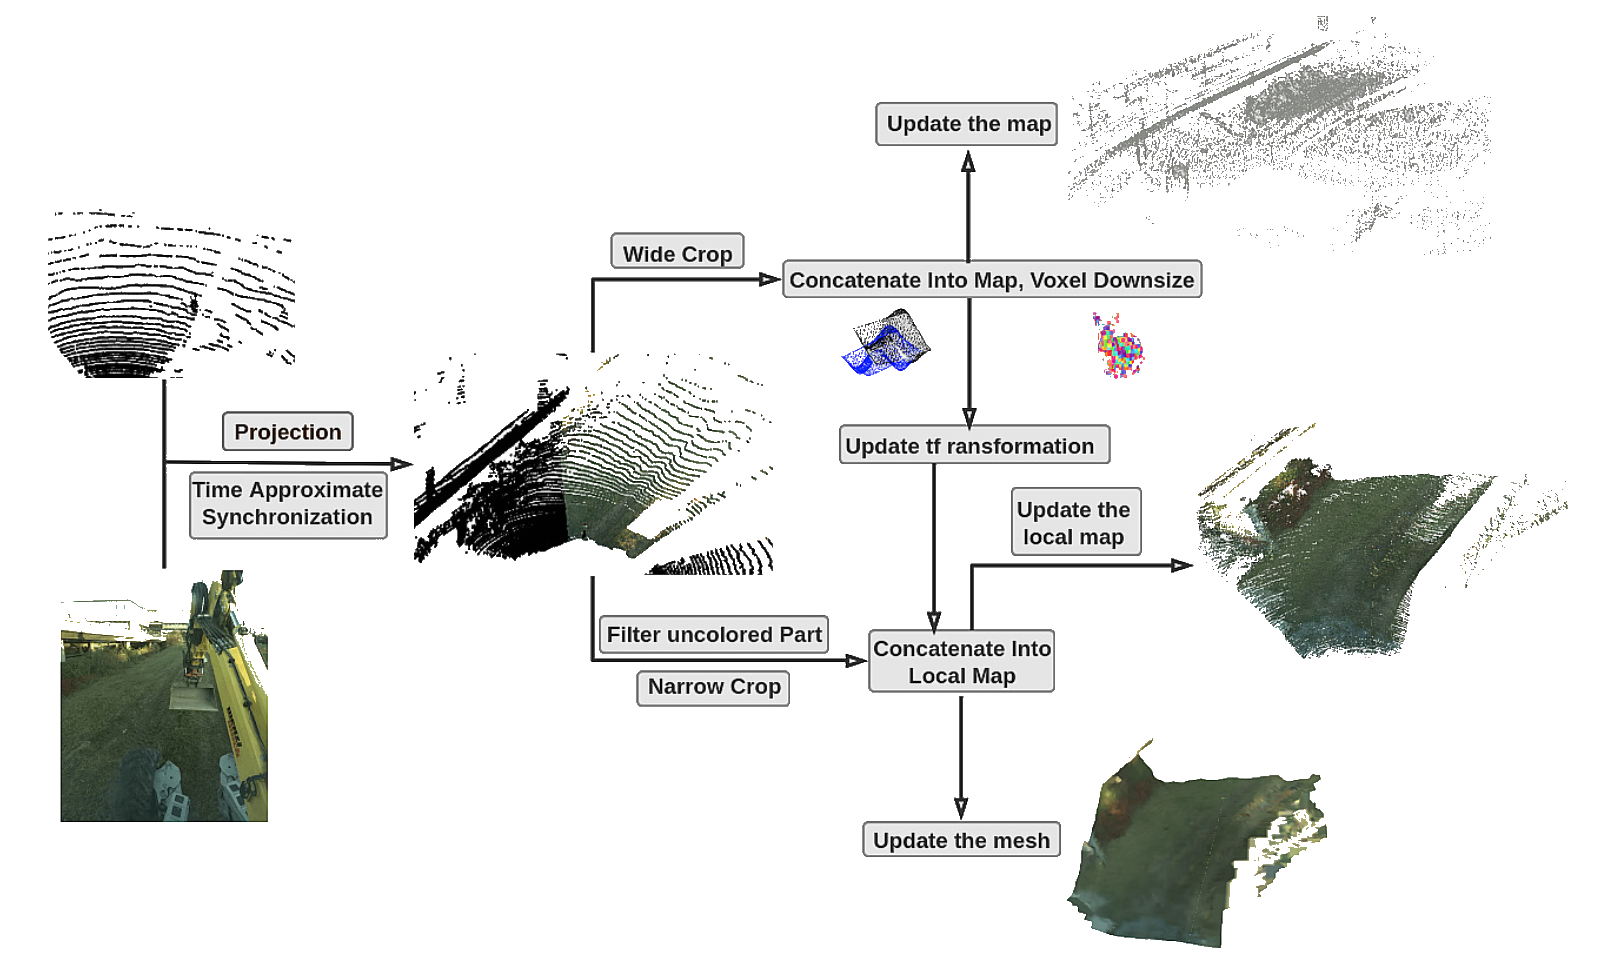 Update the map
Wide Crop
Concatenate Into Map, Voxel Downsize
Projection
Time Approximate
Synchronization
Update tf ransformation
Update the
local map
Filter uncolored Part
Narrow Crop
Concatenate Into
Local Map
Update the mesh